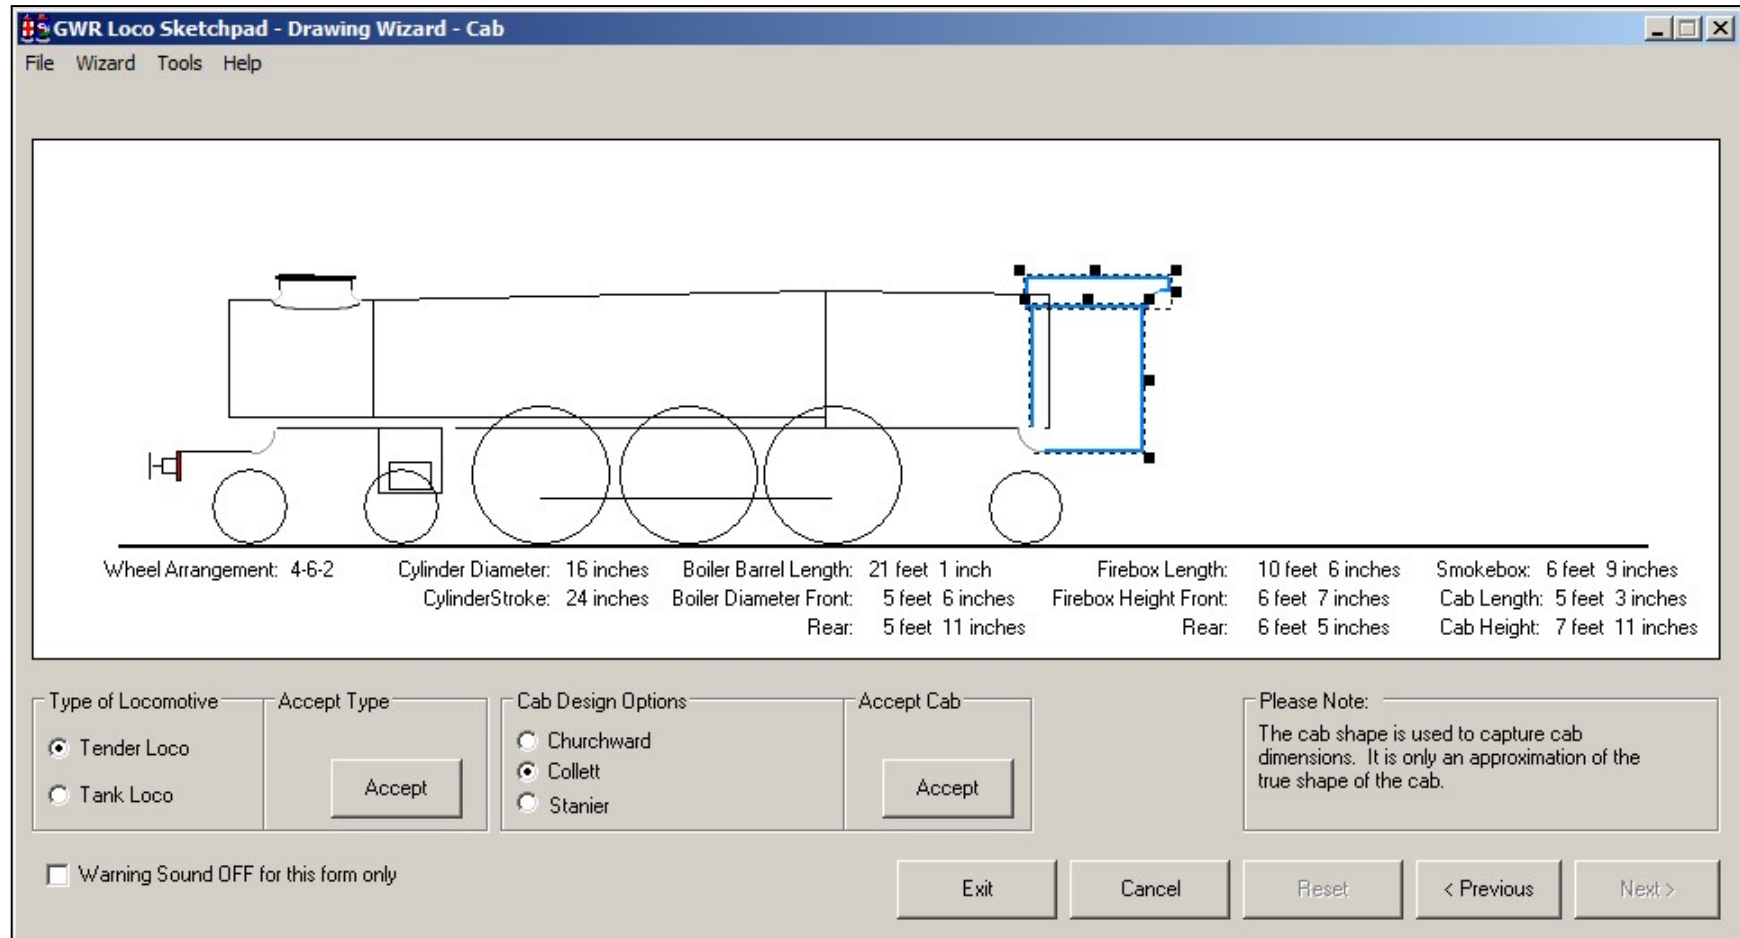 GWR Loco Sketchpad - Drawing Wizard - Cab
File Wizard Tools Help
Wheel Arrangement: 4-6-2 Cylinder Diameter: 16 inches Boiler Barrel Length: 21 feet 1 inch Firebox Length: 10 feet 6 inches Smokebox: 6 feet 9 inches
CylinderStroke: 24 inches Boiler Diameter Front: 5 feet 6 inches Firebox Height Front: 6 feet 7 inches Cab Length: 5 feet 3 inches
Rear: 5 feet 11 inches Rear: 6 feet 5 inches Cab Height: 7 feet 11 inches
Type of Locomotive
Tender Loco
Tank Loco
Accept Type
Accept
Cab Design Options
Churchward
Collett
Stanier
Accept Cab
Accept
Please Note:
The cab shape is used to capture cab
dimensions. It is only an approximation of the
true shape of the cab.
Warning Sound OFF for this form only
Exit Cancel Reset < Previous Next >